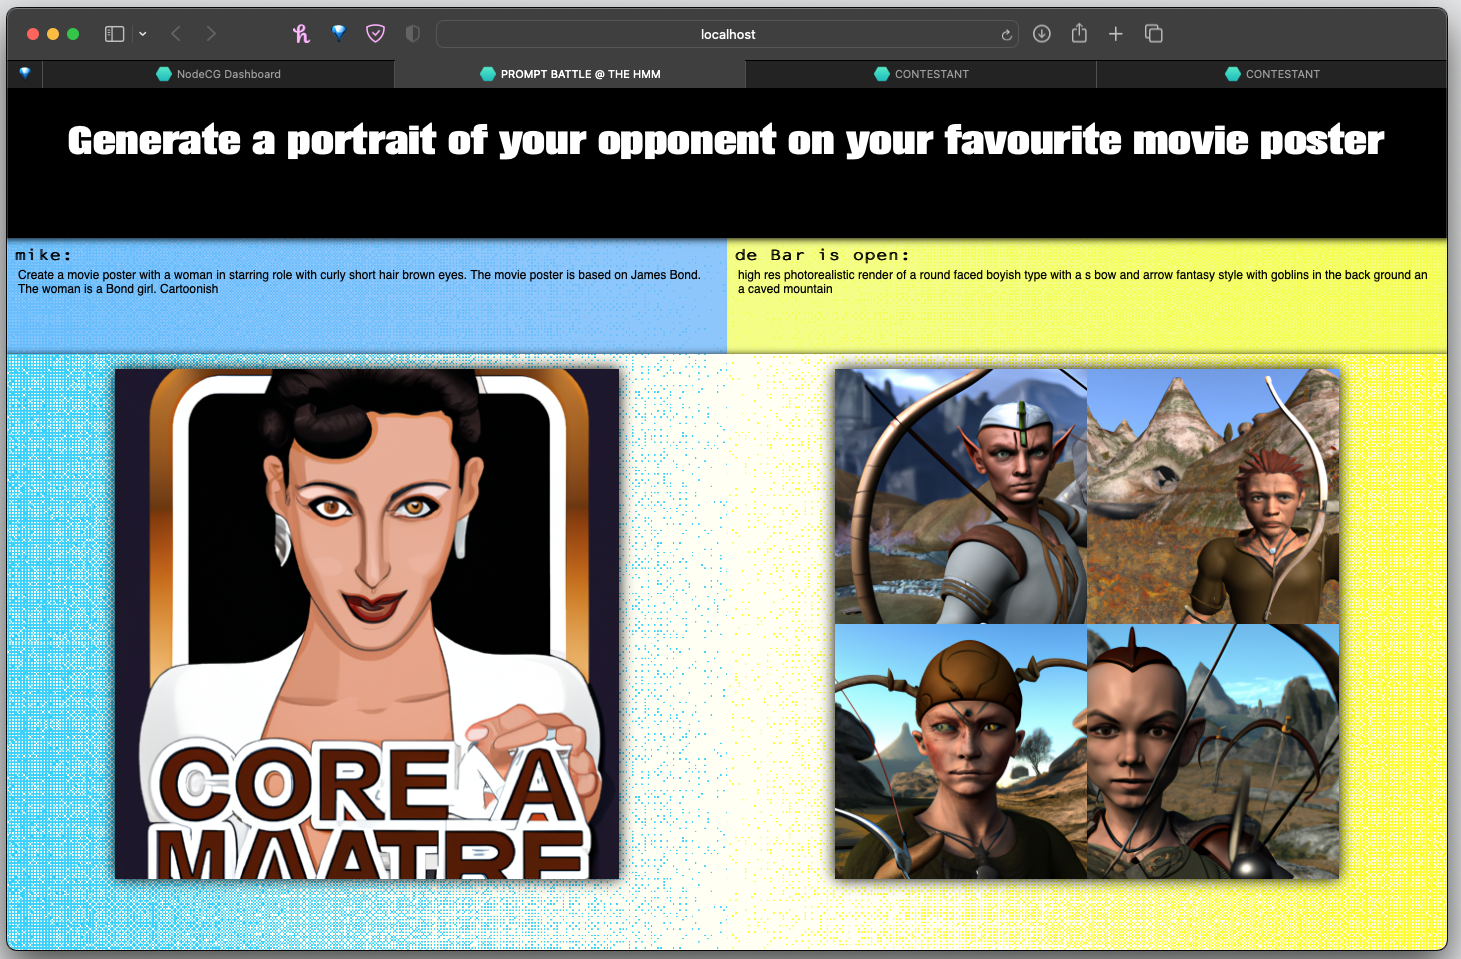 localhost
NodeCG Dashboard
PROMPT BATTLE @ THE HMM
CONTESTANT
CONTESTANT
Generate a portrait of your opponent on your favourite movie poster
mike:
Create a movie poster with a woman in starring role with curly short hair brown eyes. The movie poster is based on James Bond.
The woman is a Bond girl. Cartoonish
de Bar is open:
high res photorealistic render of a round faced boyish type with a s bow and arrow fantasy style with goblins in the back ground an
a caved mountain
CORE A
MAATRE